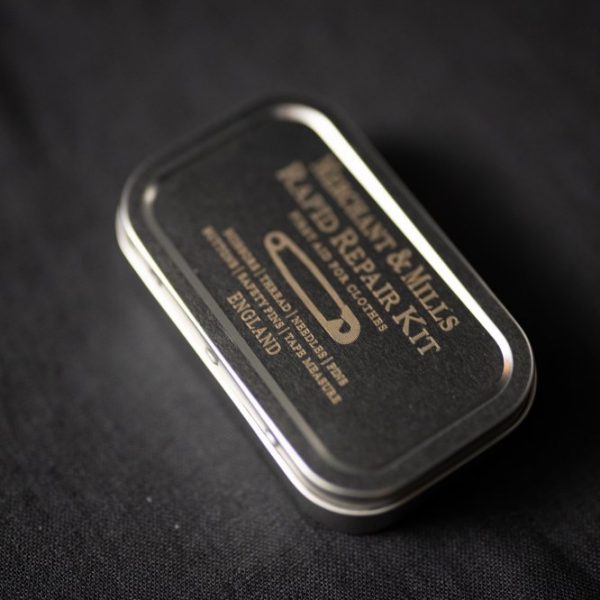 MERCHANT & MILLS
RAPID REPAIR KIT
FIRST AID FOR CLOTHES
SCISSORS | THREAD | NEEDLES | PINS
BUTTONS | SAFETY PINS | TAPE MEASURE
ENGLAND